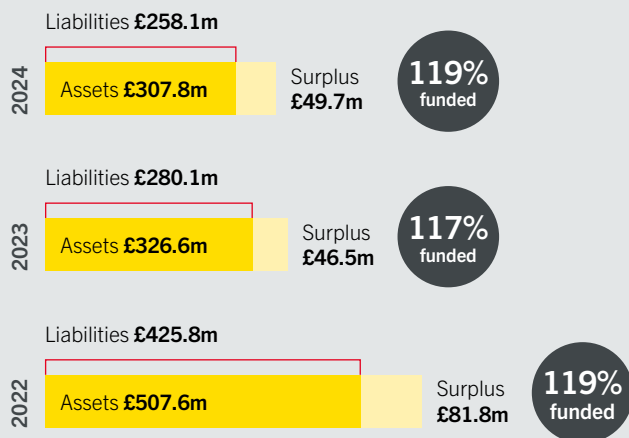 Liabilities £258.1m
2024
Assets £307.8m
Surplus
£49.7m
119%
funded
Liabilities £280.1m
2023
Assets £326.6m
Surplus
£46.5m
117%
funded
Liabilities £425.8m
2022
Assets £507.6m
Surplus
£81.8m
119%
funded